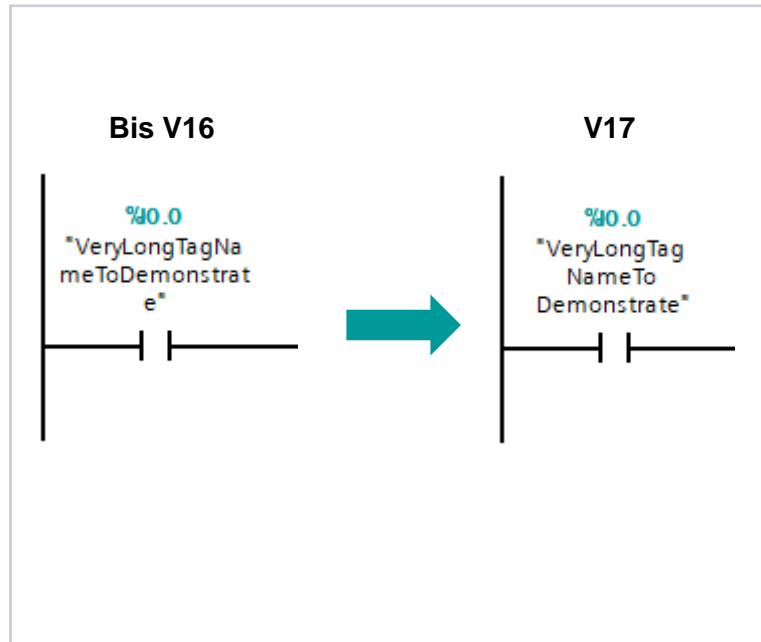 Bis V16
V17
%I0.0
"VeryLongTagNa
meToDemonstrat
e"
%I0.0
"VeryLongTag
NameTo
Demonstrate"